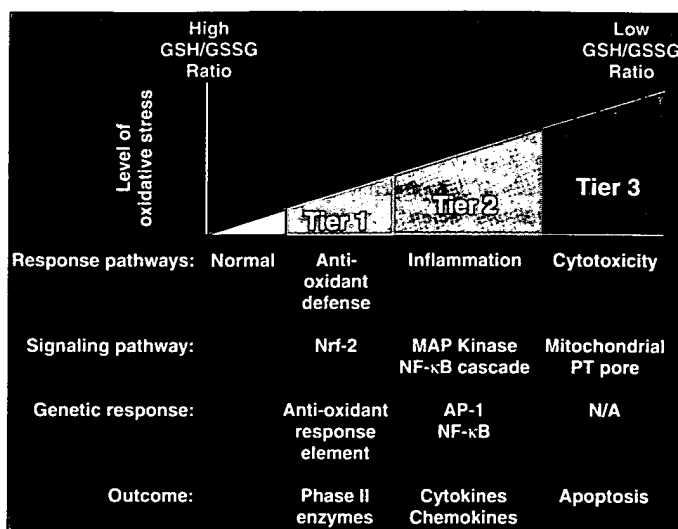 High
GSH/GSSG
Ratio
Low
GSH/GSSG
Ratio
Level of
oxidative stress
Tier 1
Tier 2
Tier 3
Response pathways: Normal Anti- Inflammation Cytotoxicity
oxidant
defense
Signaling pathway: Nrf-2 MAP Kinase Mitochondrial
NF-κB cascade PT pore
Genetic response: Anti-oxidant AP-1 N/A
response NF-κB
element
Outcome: Phase II Cytokines Apoptosis
enzymes Chemokines